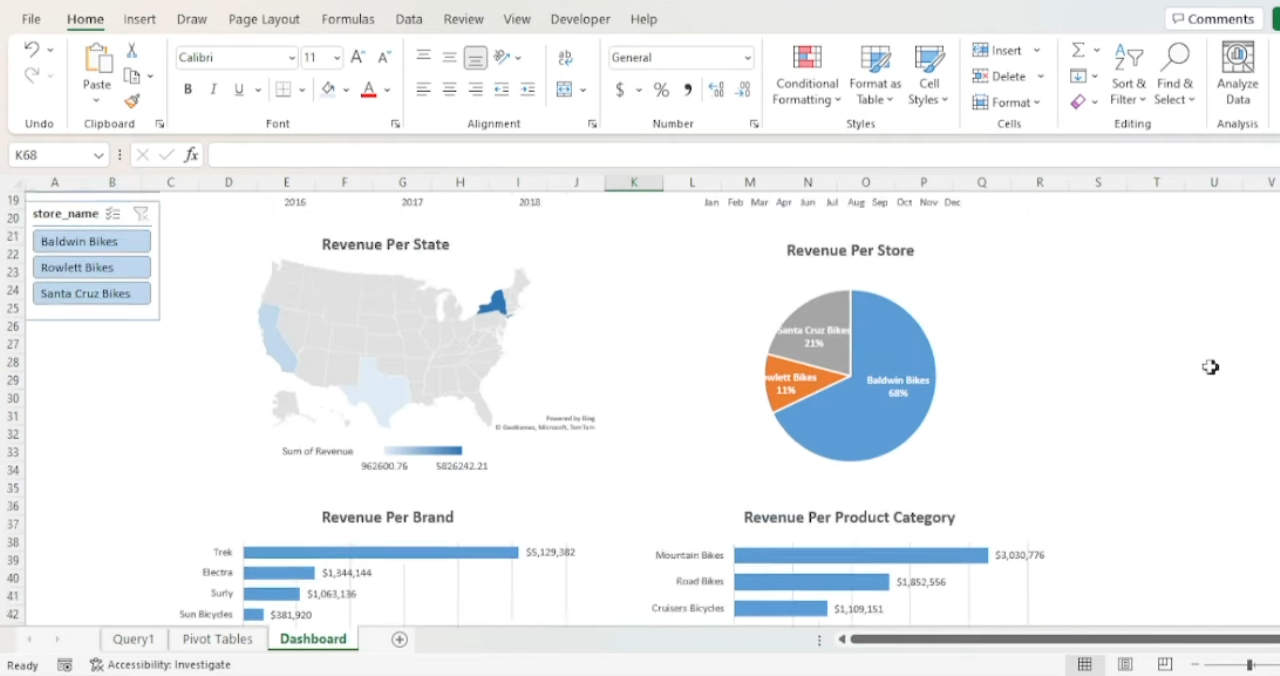 File Home Insert Draw Page Layout Formulas Data Review View Developer Help Comments
Calibri 11 A^ Aˇ ab General Insert
Paste Conditional Format as Cell Delete Sort & Find & Analyze
B I U A $ % Formatting Table Styles Format Filter Select Data
Undo Clipboard Font Alignment Number Styles Cells Editing Analysis
K68 fx
A B C D E F G H I J K L M N O P Q R S T U V
19 2016 2017 2018 Jan Feb Mar Apr Jun Jul Aug Sep Oct Nov Dec
20 store_name
21 Baldwin Bikes Revenue Per State Revenue Per Store
22
23 Rowlett Bikes
24 Santa Cruz Bikes
25
26 Santa Cruz Bikes
27 21%
28
29 wlett Bikes Baldwin Bikes
30 11% 68%
31 Powered by Bing
32 © GeoNames, Microsoft, TomTom
33 Sum of Revenue
34 962600.76 5826242.21
35
36
37 Revenue Per Brand Revenue Per Product Category
38
39 Trek $5,129,382 Mountain Bikes $3,030,776
40 Electra $1,344,144 Road Bikes $1,852,556
41 Surly $1,063,136 Cruisers Bicycles $1,109,151
42 Sun Bicycles $381,920
Query1 Pivot Tables Dashboard
Ready Accessibility: Investigate